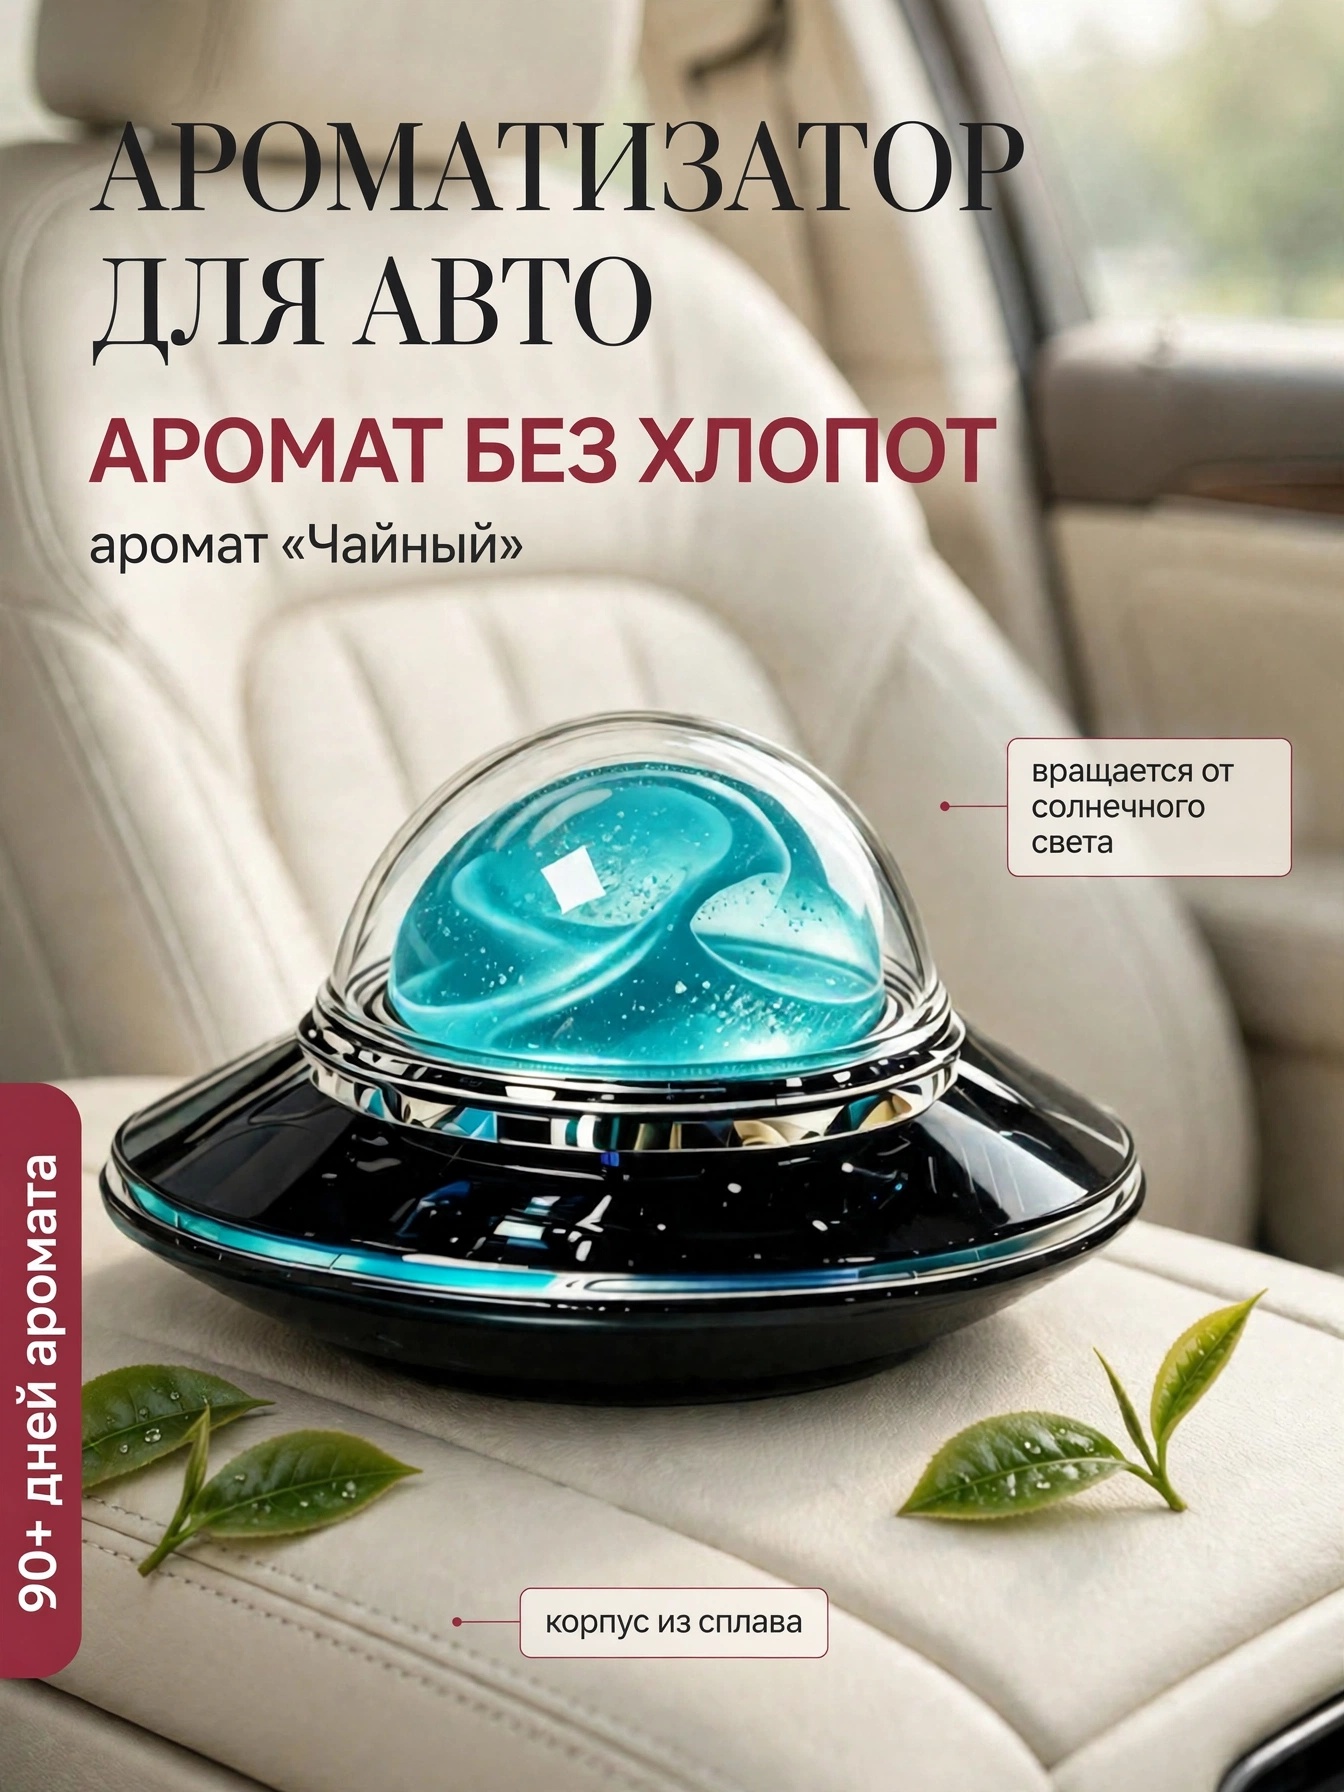 АРОМАТИЗАТОР
ДЛЯ АВТО
АРОМАТ БЕЗ ХЛОПОТ
аромат «Чайный»
вращается от
солнечного
света
90+ дней аромата
корпус из сплава